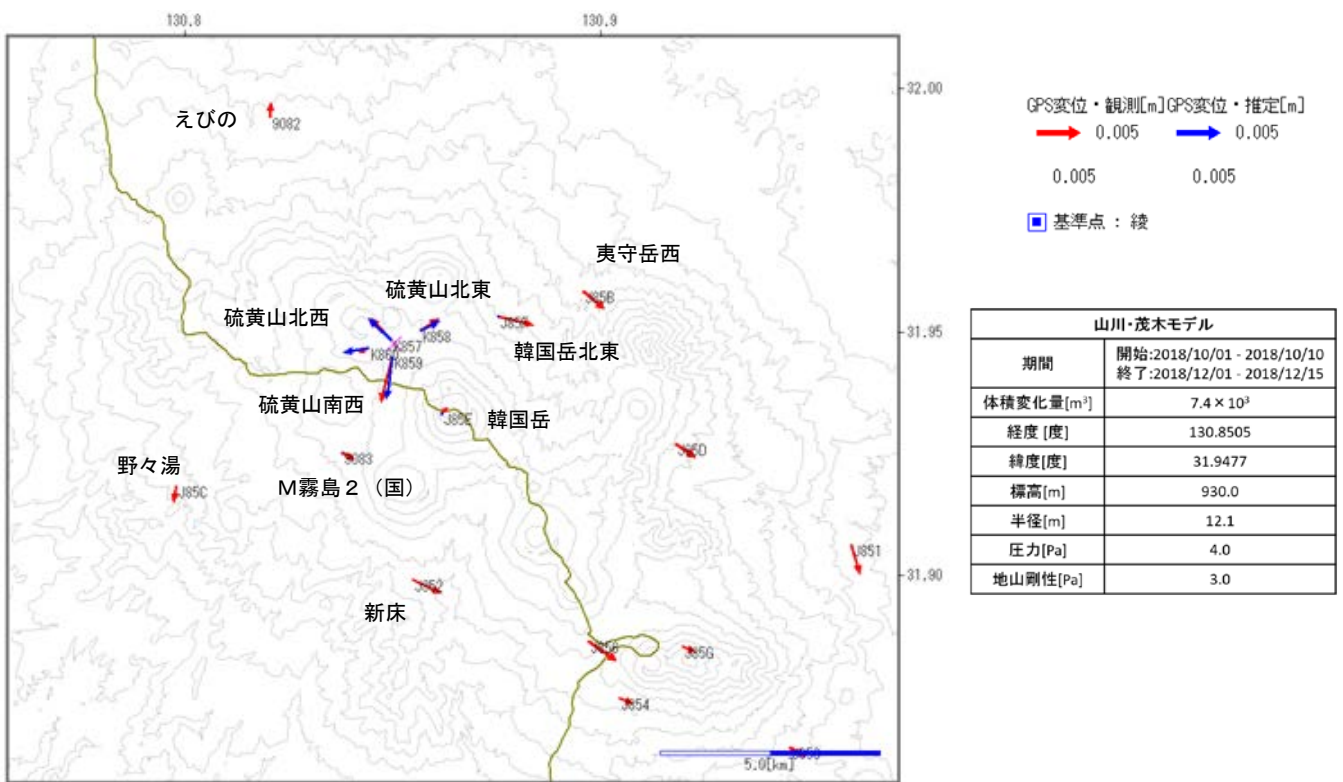 130.8
130.9
32.00
えびの
9082
GPS変位・観測[m] GPS変位・推定[m]
0.005 0.005
0.005 0.005
基準点 : 綾
夷守岳西
J85B
硫黄山北東
硫黄山北西
K858
31.95
韓国岳北東
K857
K860
K859
硫黄山南西
韓国岳
J85E
J85D
9083
野々湯
J85C
M霧島2(国)
J851
31.90
J852
新床
J85G
J854
5.0[km]
山川・茂木モデル
期間 開始:2018/10/01 - 2018/10/10
終了:2018/12/01 - 2018/12/15
体積変化量[m³] 7.4×10³
経度 [度] 130.8505
緯度[度] 31.9477
標高[m] 930.0
半径[m] 12.1
圧力[Pa] 4.0
地山剛性[Pa] 3.0